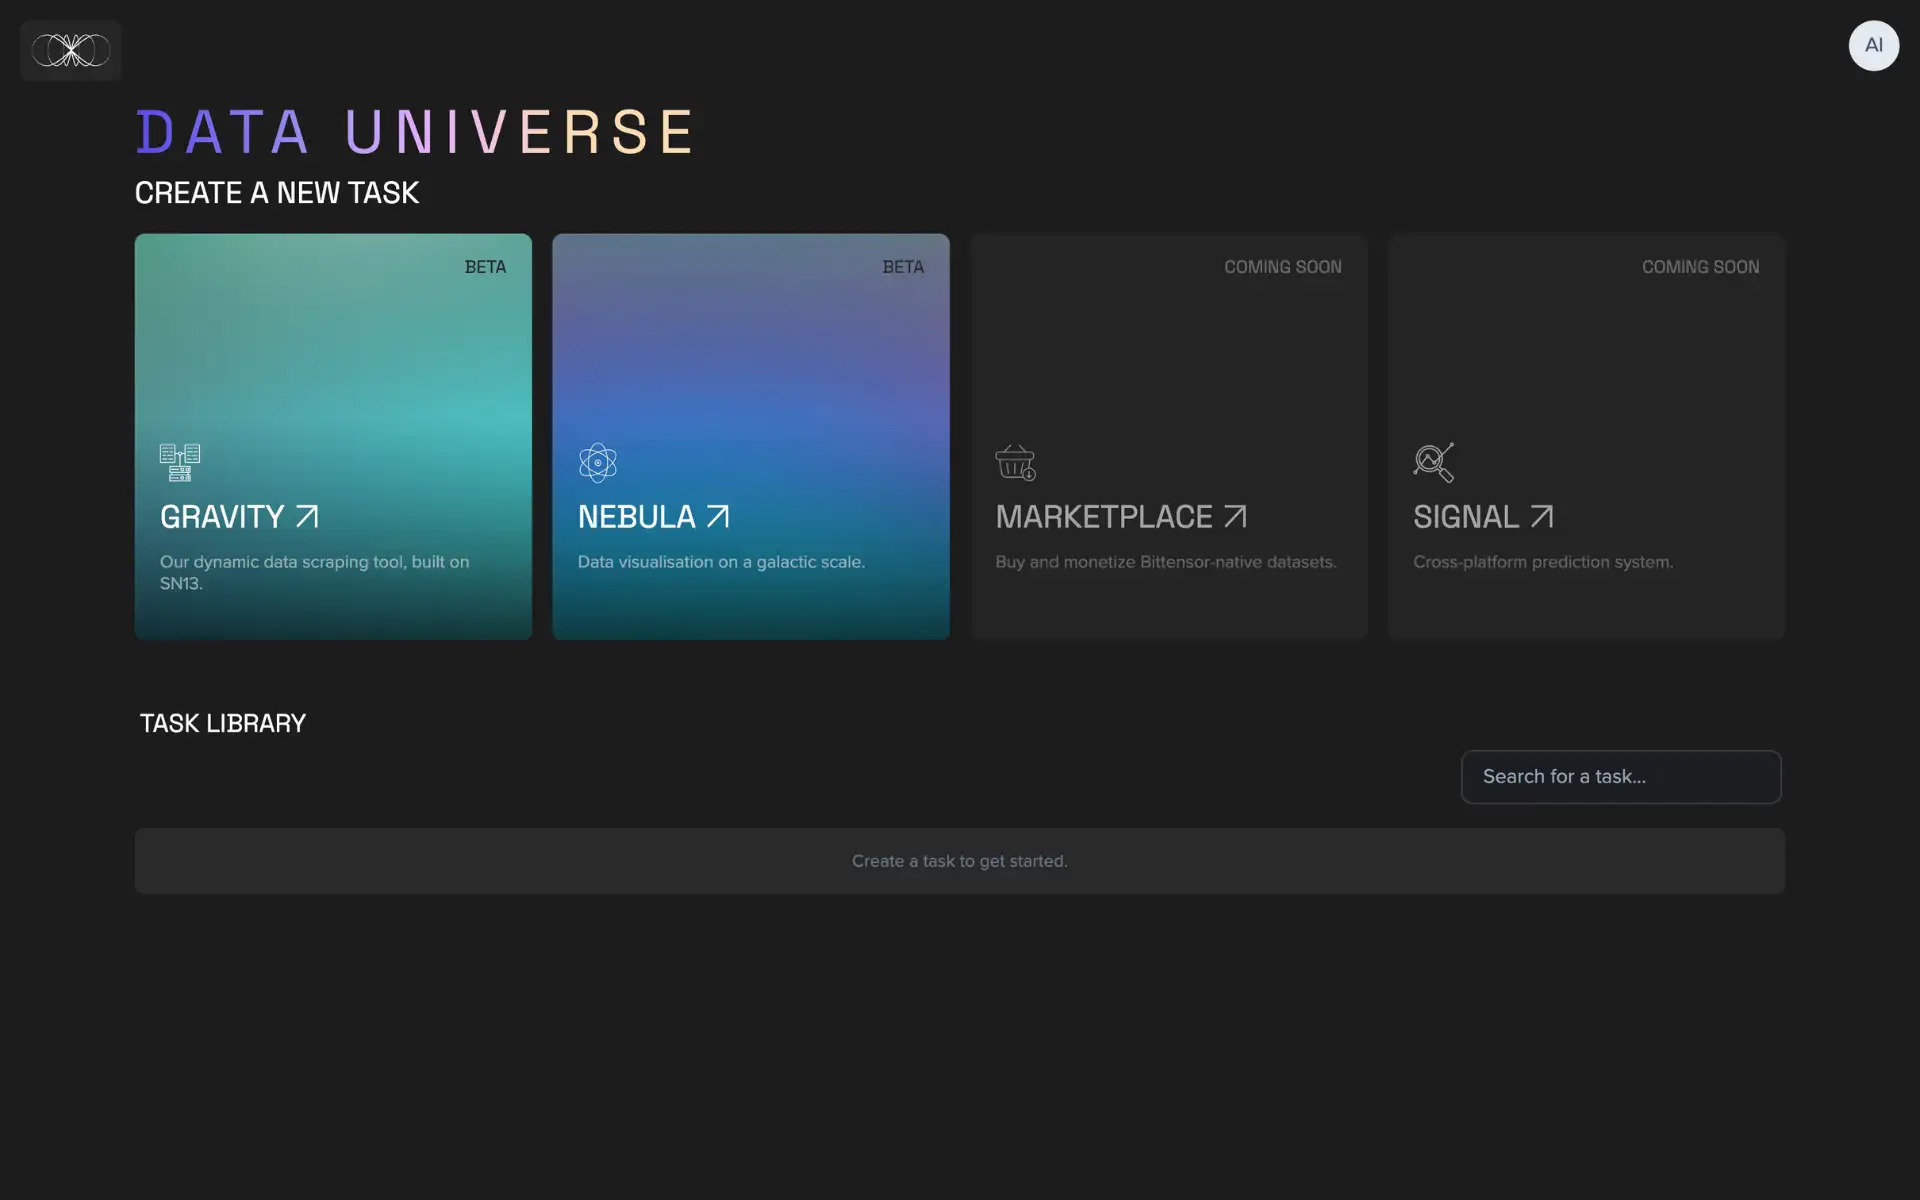 AI
DATA UNIVERSE
CREATE A NEW TASK
BETA
GRAVITY
Our dynamic data scraping tool, built on
SN13.
BETA
NEBULA
Data visualisation on a galactic scale.
COMING SOON
MARKETPLACE
Buy and monetize Bittensor-native datasets.
COMING SOON
SIGNAL
Cross-platform prediction system.
TASK LIBRARY
Search for a task...
Create a task to get started.